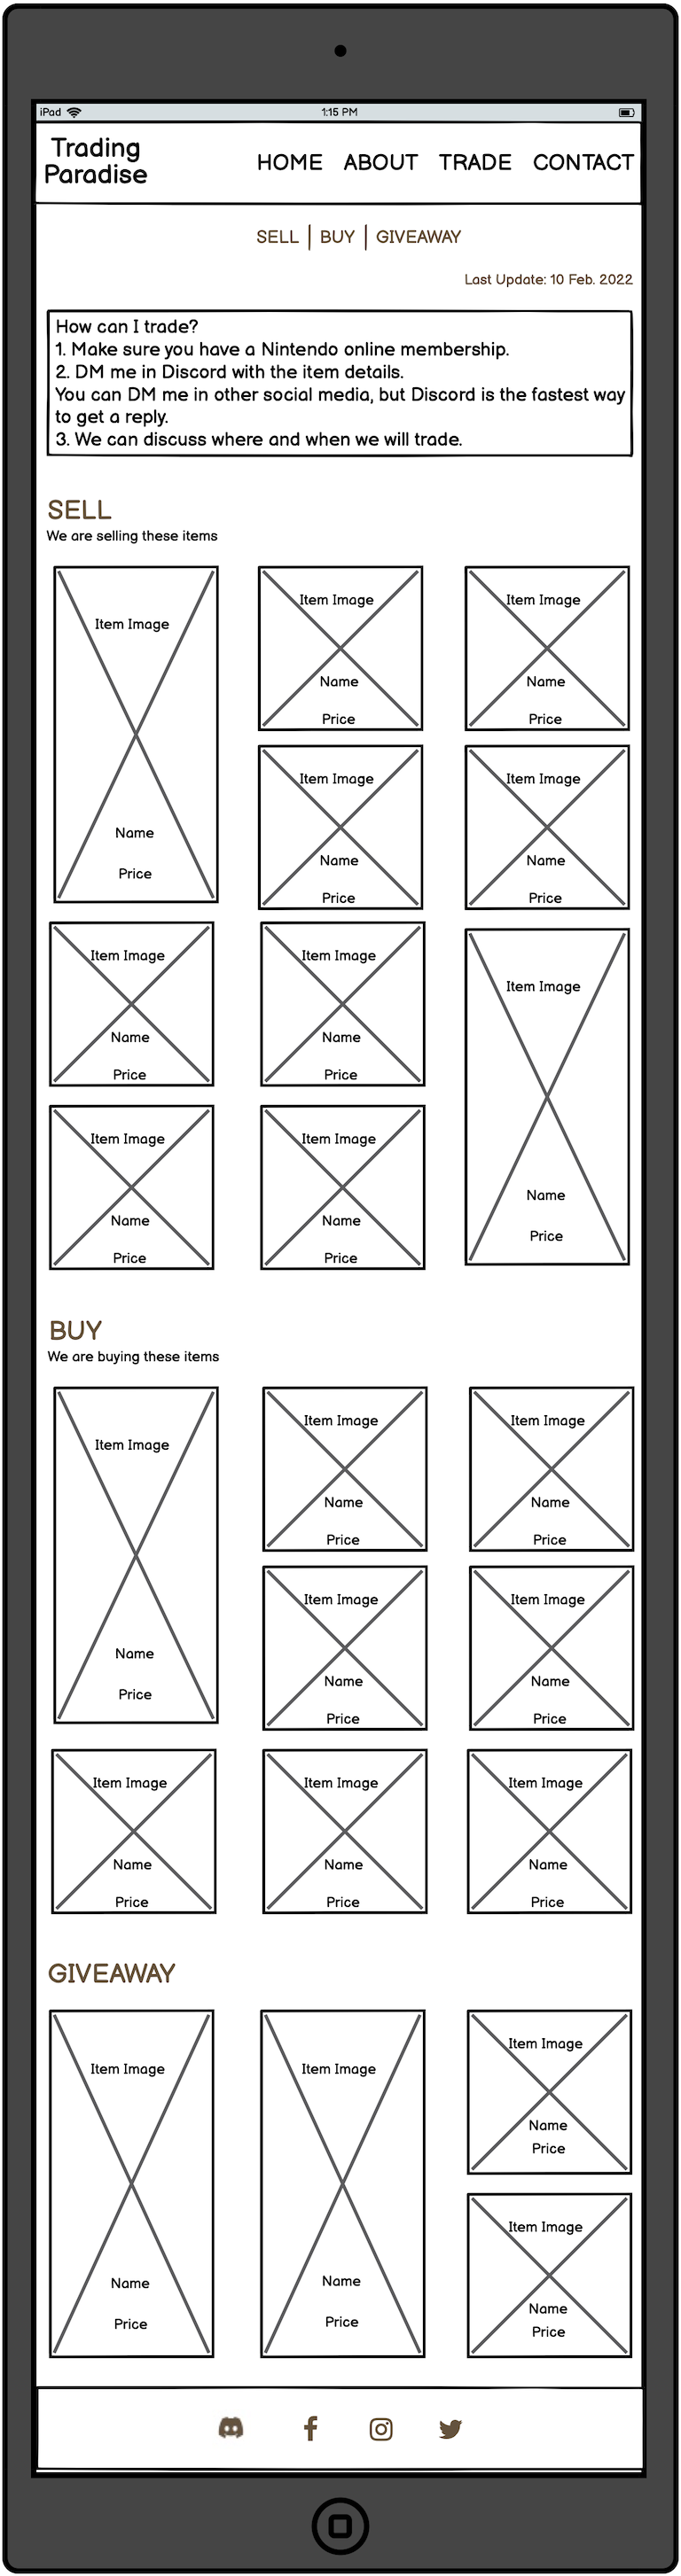 iPad
1:15 PM
Trading
Paradise
HOME ABOUT TRADE CONTACT
SELL | BUY | GIVEAWAY
Last Update: 10 Feb. 2022
How can I trade?
1. Make sure you have a Nintendo online membership.
2. DM me in Discord with the item details.
You can DM me in other social media, but Discord is the fastest way
to get a reply.
3. We can discuss where and when we will trade.
SELL
We are selling these items
Item Image
Name
Price
Item Image
Name
Price
Item Image
Name
Price
Item Image
Name
Price
Item Image
Name
Price
Item Image
Name
Price
Item Image
Name
Price
Item Image
Name
Price
Item Image
Name
Price
Item Image
Name
Price
BUY
We are buying these items
Item Image
Name
Price
Item Image
Name
Price
Item Image
Name
Price
Item Image
Name
Price
Item Image
Name
Price
Item Image
Name
Price
Item Image
Name
Price
Item Image
Name
Price
GIVEAWAY
Item Image
Name
Price
Item Image
Name
Price
Item Image
Name
Price
Item Image
Name
Price